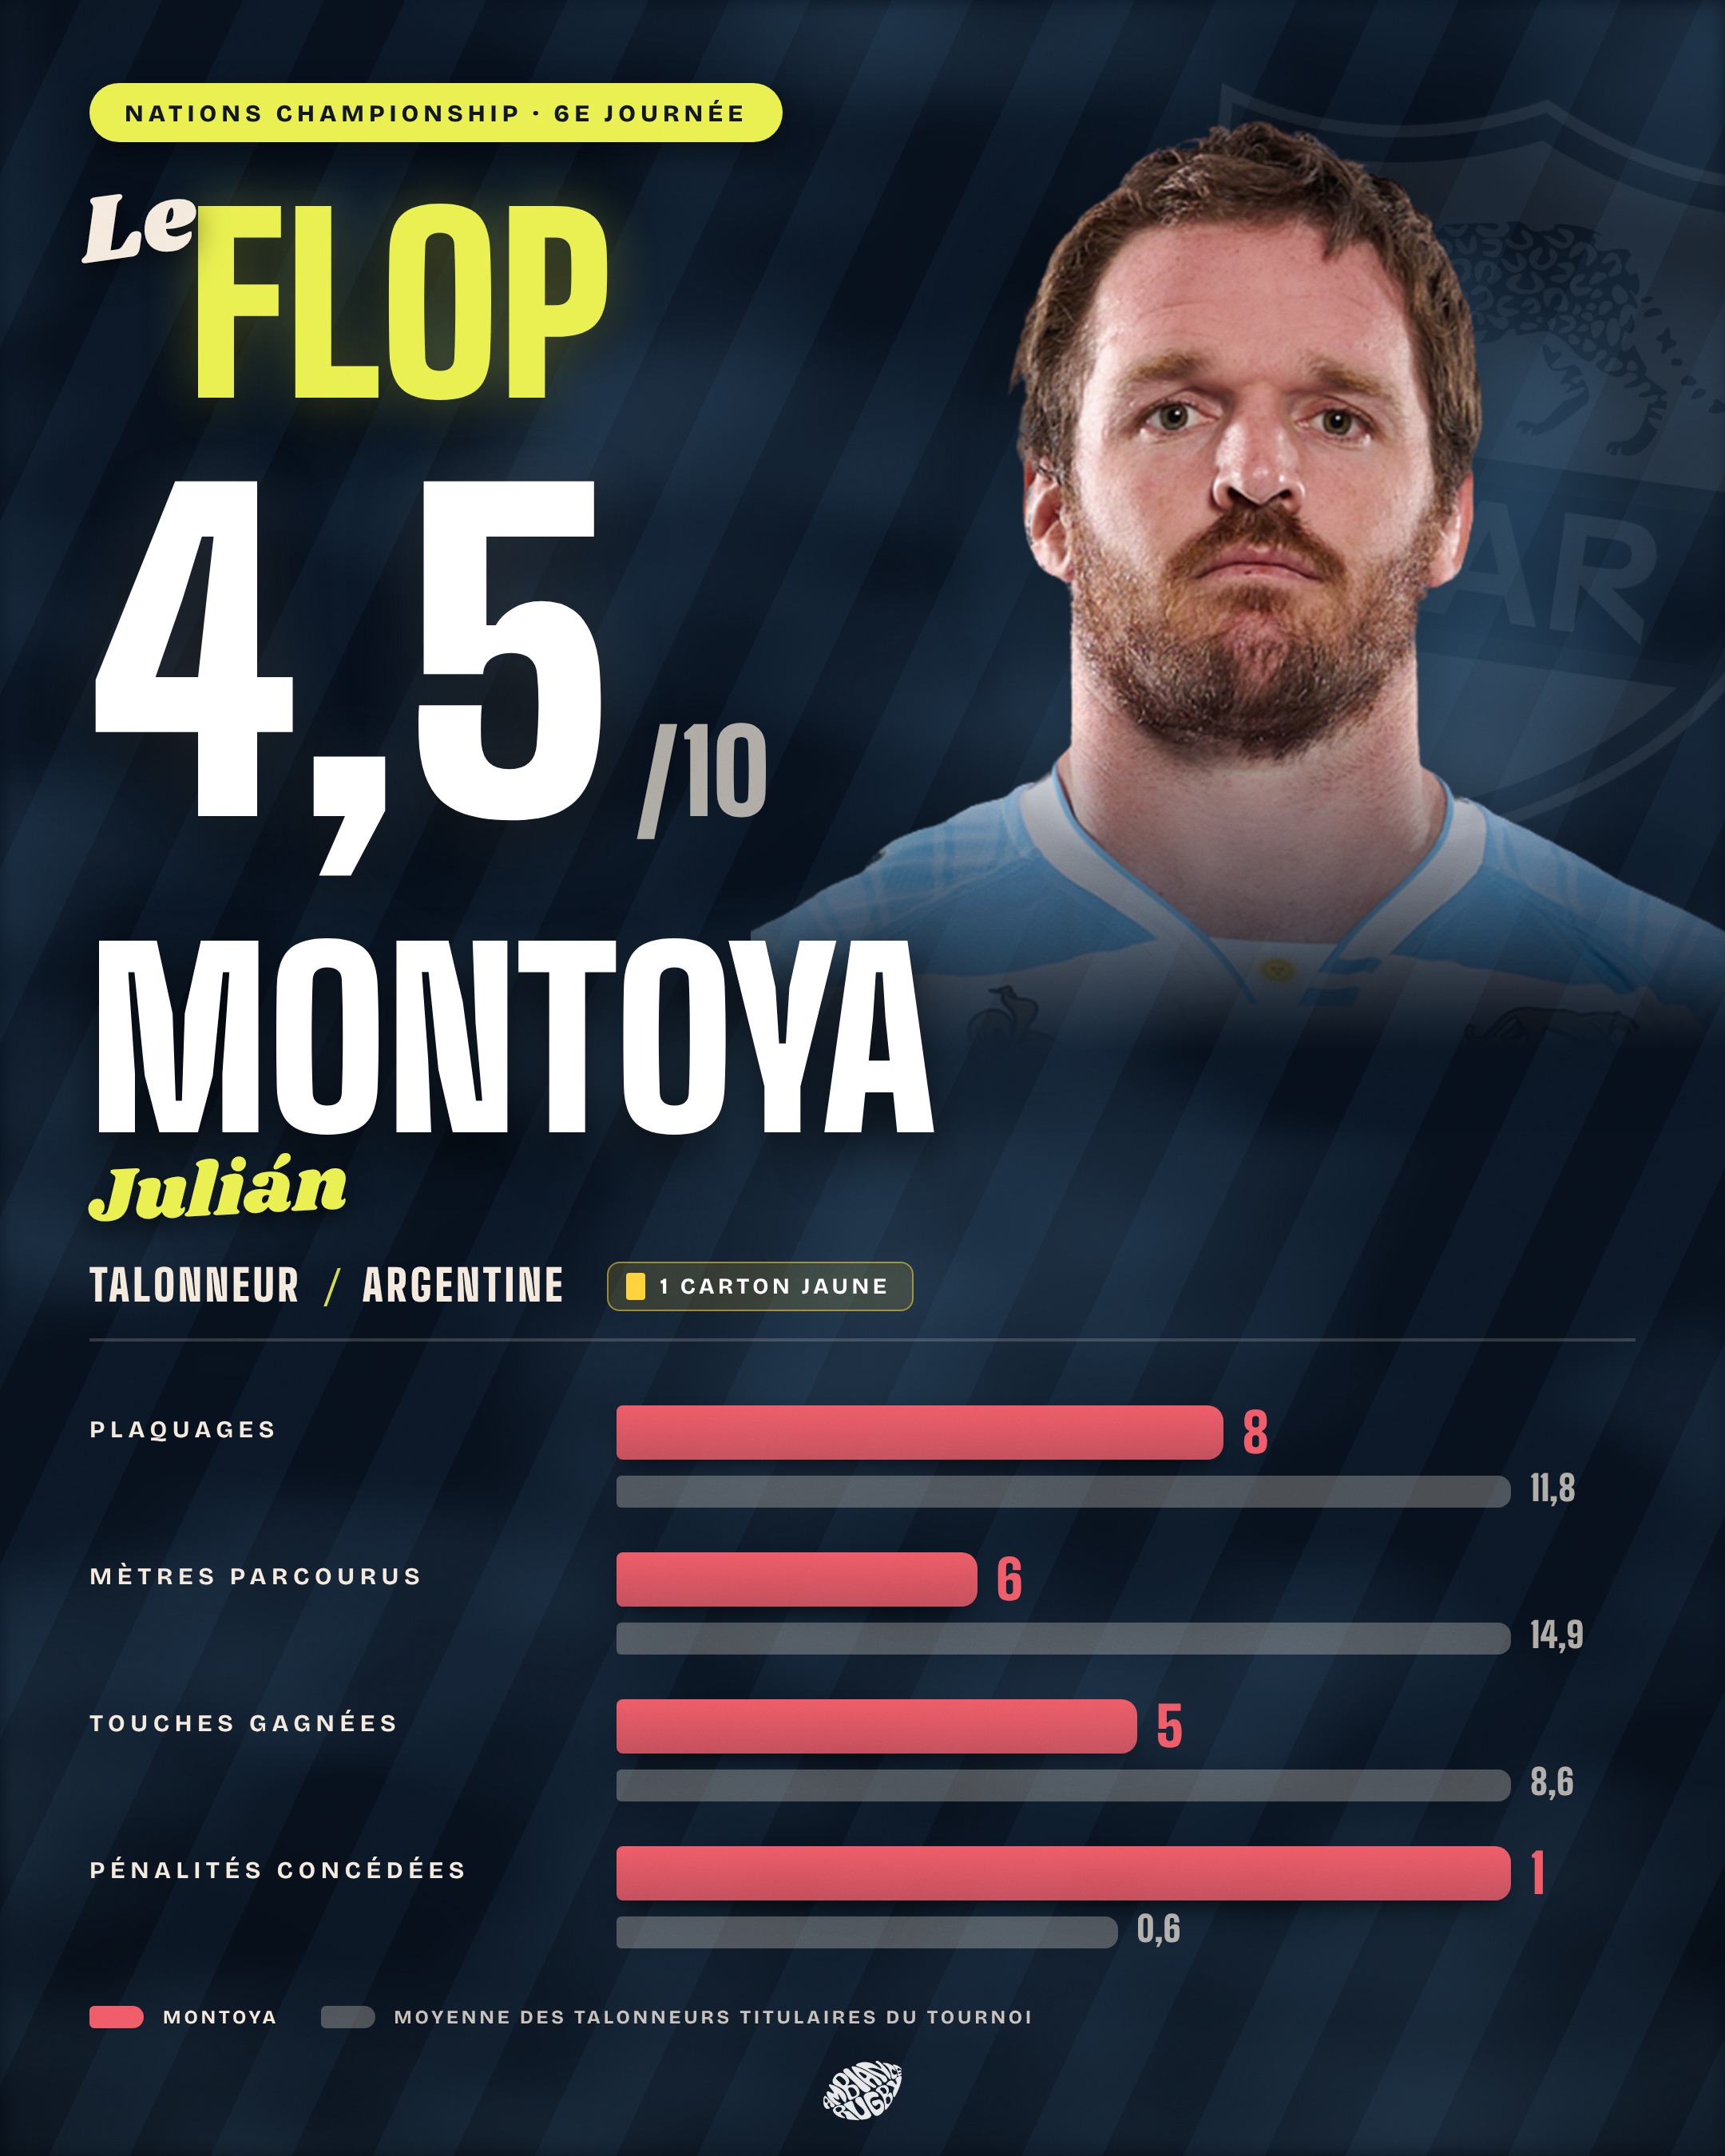 NATIONS CHAMPIONSHIP · 6E JOURNÉE
Le
FLOP
4,5 /10
MONTOYA
Julián
TALONNEUR / ARGENTINE 1 CARTON JAUNE
PLAQUAGES 8
11,8
MÈTRES PARCOURUS 6
14,9
TOUCHES GAGNÉES 5
8,6
PÉNALITÉS CONCÉDÉES 1
0,6
MONTOYA MOYENNE DES TALONNEURS TITULAIRES DU TOURNOI
RUGBY